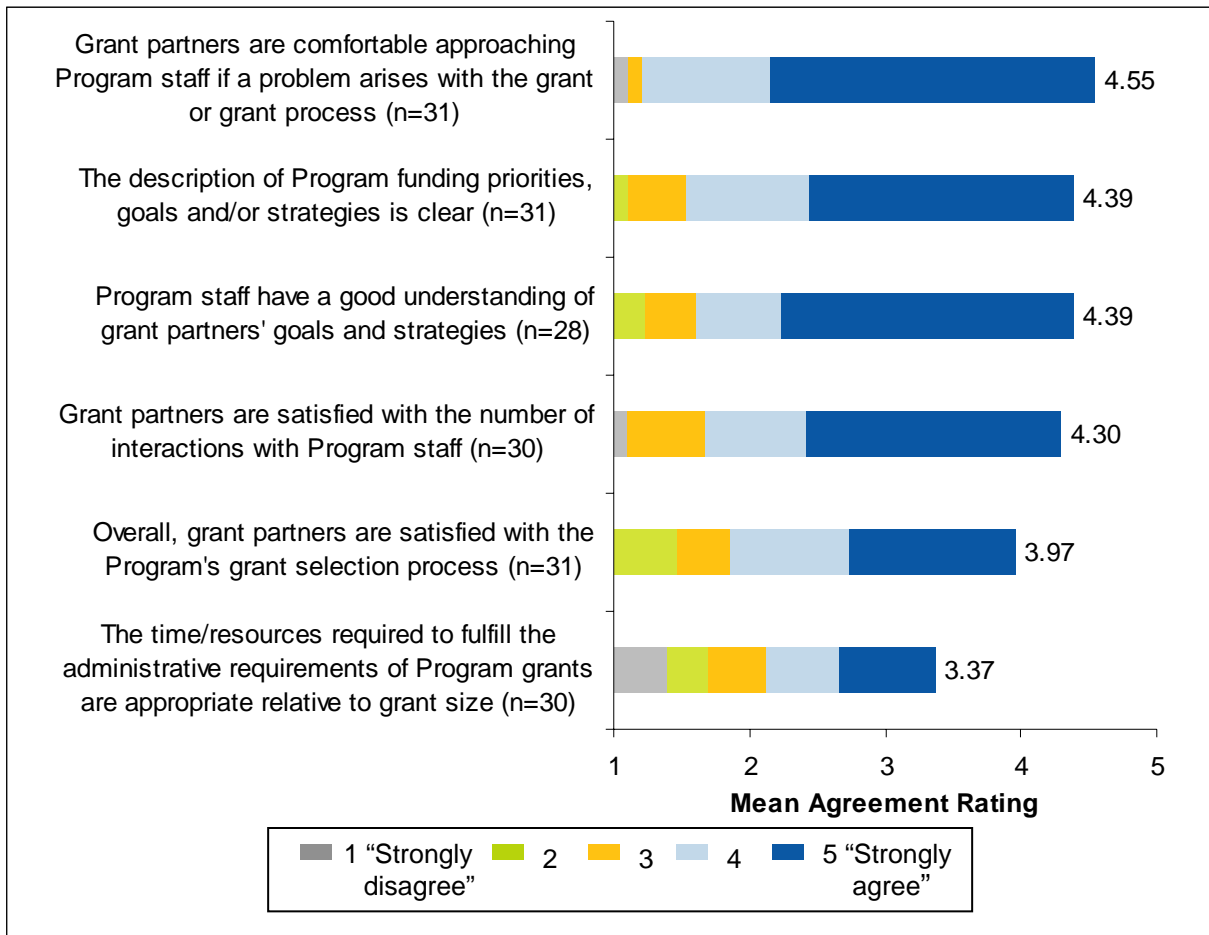 Grant partners are comfortable approaching
Program staff if a problem arises with the grant
or grant process (n=31)
4.55
The description of Program funding priorities,
goals and/or strategies is clear (n=31)
4.39
Program staff have a good understanding of
grant partners' goals and strategies (n=28)
4.39
Grant partners are satisfied with the number of
interactions with Program staff (n=30)
4.30
Overall, grant partners are satisfied with the
Program's grant selection process (n=31)
3.97
The time/resources required to fulfill the
administrative requirements of Program grants
are appropriate relative to grant size (n=30)
3.37
1 2 3 4 5
Mean Agreement Rating
1 “Strongly disagree”
2
3
4
5 “Strongly agree”